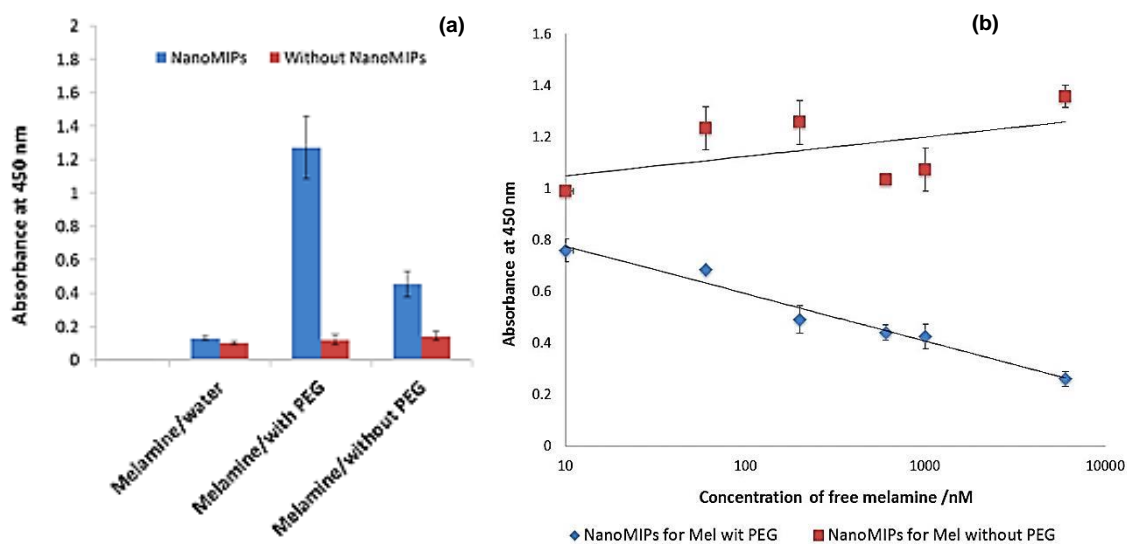 (a)
2
1.8
1.6
1.4
1.2
1
0.8
0.6
0.4
0.2
0
NanoMIPs Without NanoMIPs
Absorbance at 450 nm
Melamine/water
Melamine/with PEG
Melamine/without PEG
(b)
1.6
1.4
1.2
1
0.8
0.6
0.4
0.2
0
Absorbance at 450 nm
10 100 1000 10000
Concentration of free melamine /nM
NanoMIPs for Mel wit PEG NanoMIPs for Mel without PEG